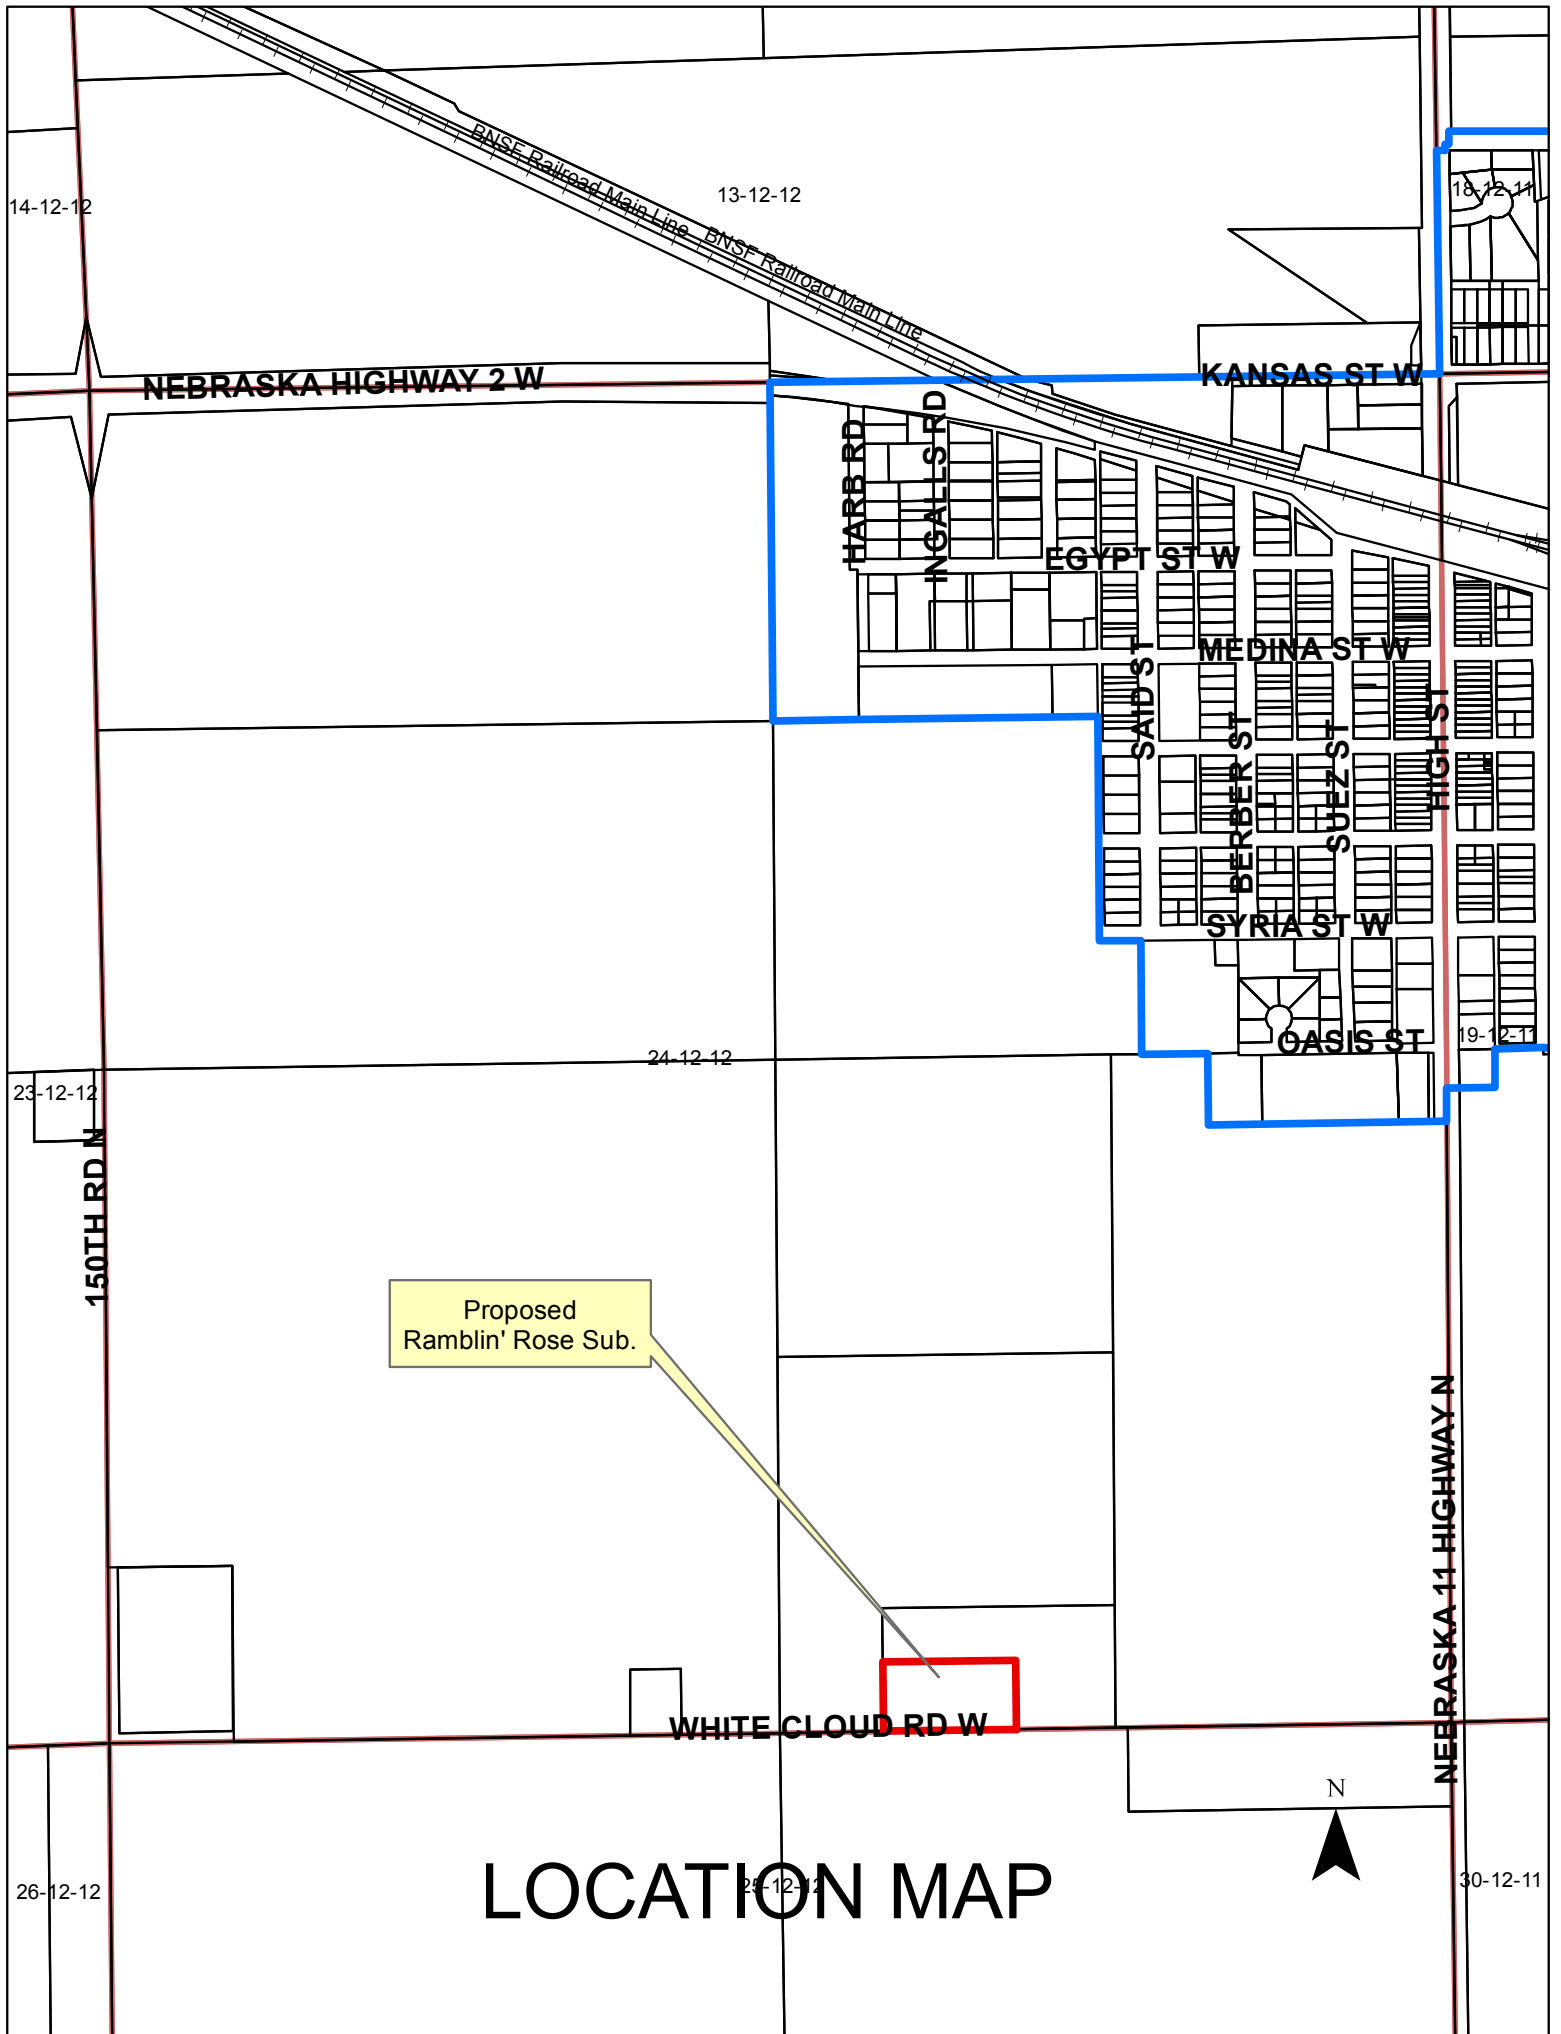 BNSF Railroad Main Line
BNSF Railroad Main Line
14-12-12
13-12-12
18-12-11
NEBRASKA HIGHWAY 2 W
KANSAS ST W
HARB RD
INGALLS RD
EGYPT ST W
MEDINA ST W
SAID ST
BERBER ST
SUEZ ST
HIGH ST
SYRIA ST W
OASIS ST
19-12-11
24-12-12
23-12-12
150TH RD N
Proposed
Ramblin' Rose Sub.
NEBRASKA 11 HIGHWAY N
WHITE CLOUD RD W
N
LOCATION MAP
26-12-12
25-12-12
30-12-11